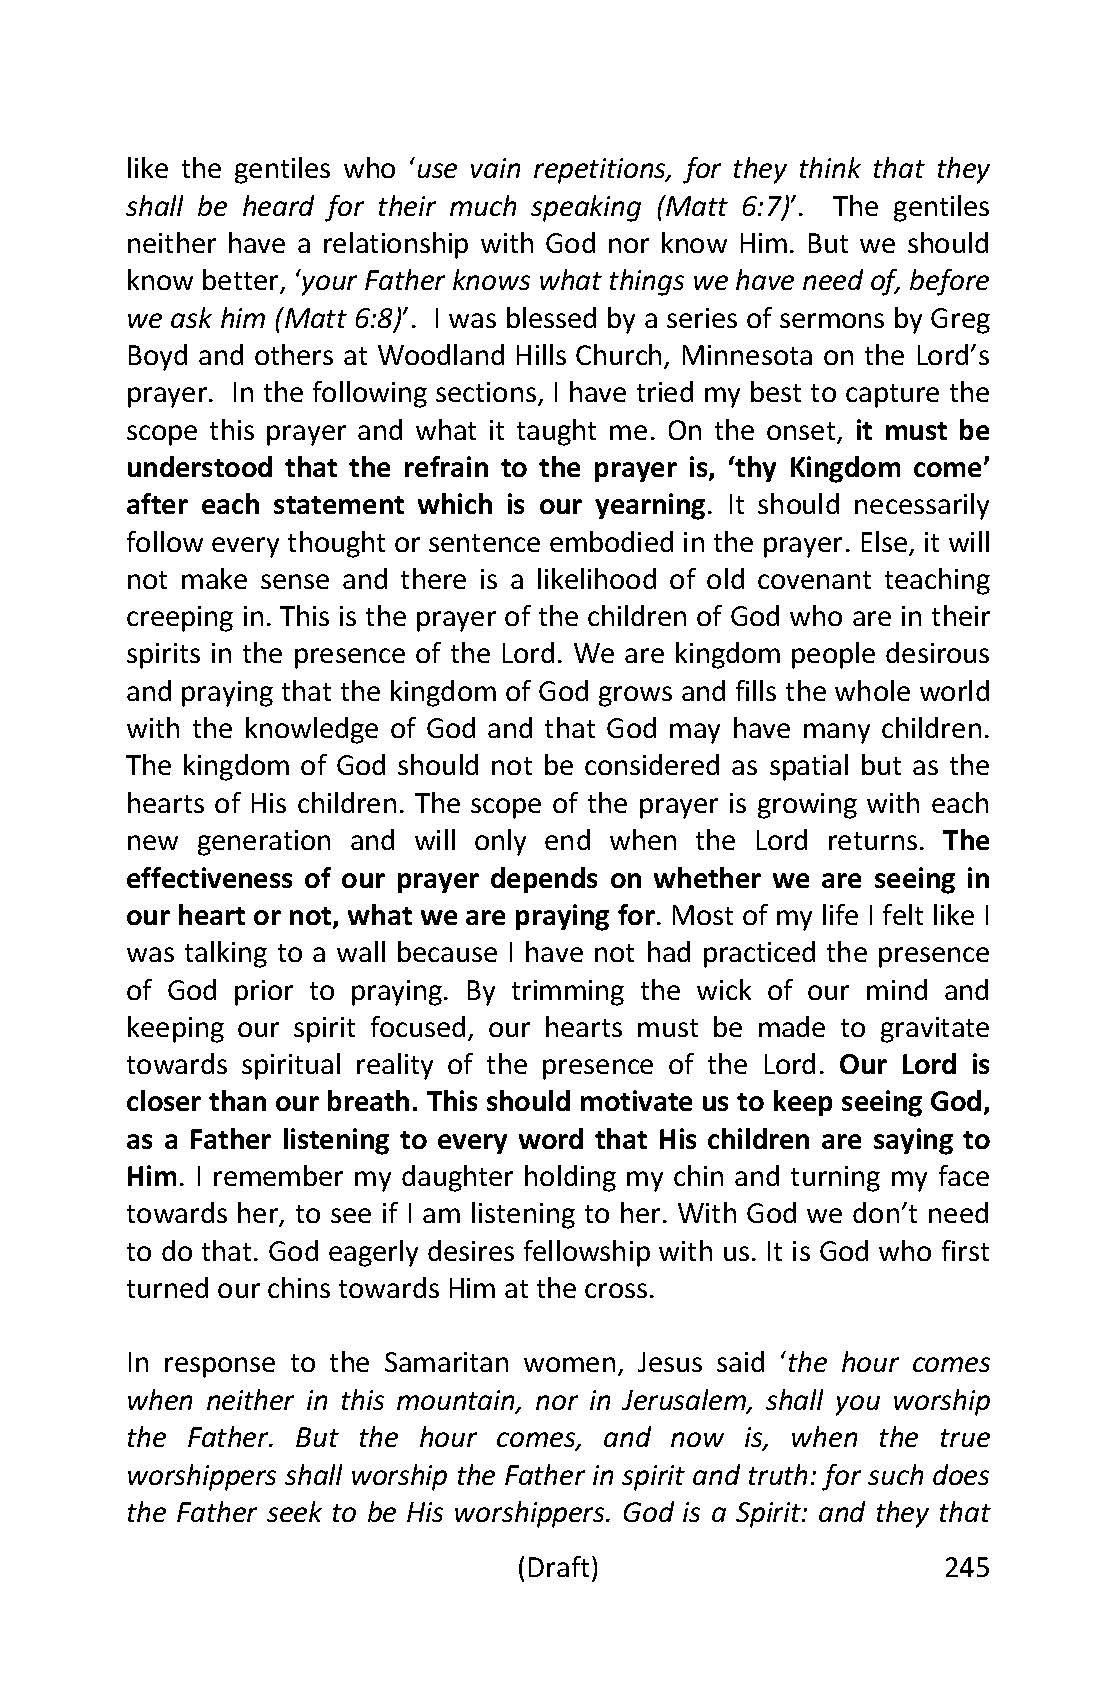 like the gentiles who ‘use vain repetitions, for they think that they
shall be heard for their much speaking (Matt 6:7)’. The gentiles
neither have a relationship with God nor know Him. But we should
know better, ‘your Father knows what things we have need of, before
we ask him (Matt 6:8)’. I was blessed by a series of sermons by Greg
Boyd and others at Woodland Hills Church, Minnesota on the Lord’s
prayer. In the following sections, I have tried my best to capture the
scope this prayer and what it taught me. On the onset, it must be
understood that the refrain to the prayer is, ‘thy Kingdom come’
after each statement which is our yearning. It should necessarily
follow every thought or sentence embodied in the prayer. Else, it will
not make sense and there is a likelihood of old covenant teaching
creeping in. This is the prayer of the children of God who are in their
spirits in the presence of the Lord. We are kingdom people desirous
and praying that the kingdom of God grows and fills the whole world
with the knowledge of God and that God may have many children.
The kingdom of God should not be considered as spatial but as the
hearts of His children. The scope of the prayer is growing with each
new generation and will only end when the Lord returns. The
effectiveness of our prayer depends on whether we are seeing in
our heart or not, what we are praying for. Most of my life I felt like I
was talking to a wall because I have not had practiced the presence
of God prior to praying. By trimming the wick of our mind and
keeping our spirit focused, our hearts must be made to gravitate
towards spiritual reality of the presence of the Lord. Our Lord is
closer than our breath. This should motivate us to keep seeing God,
as a Father listening to every word that His children are saying to
Him. I remember my daughter holding my chin and turning my face
towards her, to see if I am listening to her. With God we don’t need
to do that. God eagerly desires fellowship with us. It is God who first
turned our chins towards Him at the cross.
In response to the Samaritan women, Jesus said ‘the hour comes
when neither in this mountain, nor in Jerusalem, shall you worship
the Father. But the hour comes, and now is, when the true
worshippers shall worship the Father in spirit and truth: for such does
the Father seek to be His worshippers. God is a Spirit: and they that
(Draft) 245